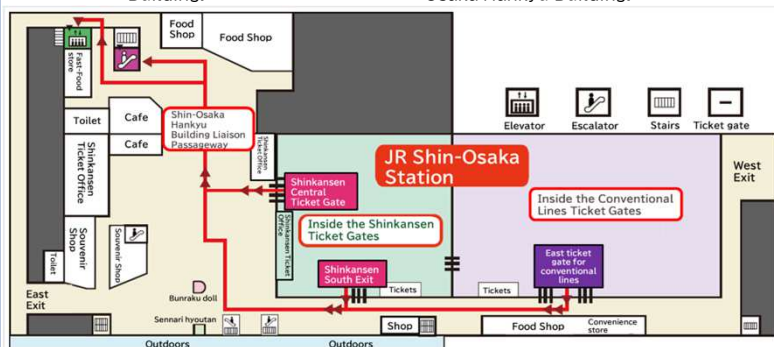 Building.
Osaka Hankyu Building.
Food
Shop
Food Shop
Fast-Food
store
Toilet
Cafe
Cafe
Shin-Osaka
Hankyu
Building Liaison
Passageway
Elevator
Escalator
Stairs
Ticket gate
Shinkansen
Ticket Office
Shinkansen
Ticket Office
JR Shin-Osaka
Station
West
Exit
Shinkansen
Central
Ticket Gate
Inside the Conventional
Lines Ticket Gates
Inside the Shinkansen
Ticket Gates
Shinkansen Ticket
Office
Souvenir
Shop
Souvenir Shop
Toilet
Shinkansen
South Exit
East ticket
gate for
conventional
lines
Tickets
Tickets
East
Exit
Bunraku doll
Sennari hyoutan
Shop
Food Shop
Convenience
store
Outdoors
Outdoors